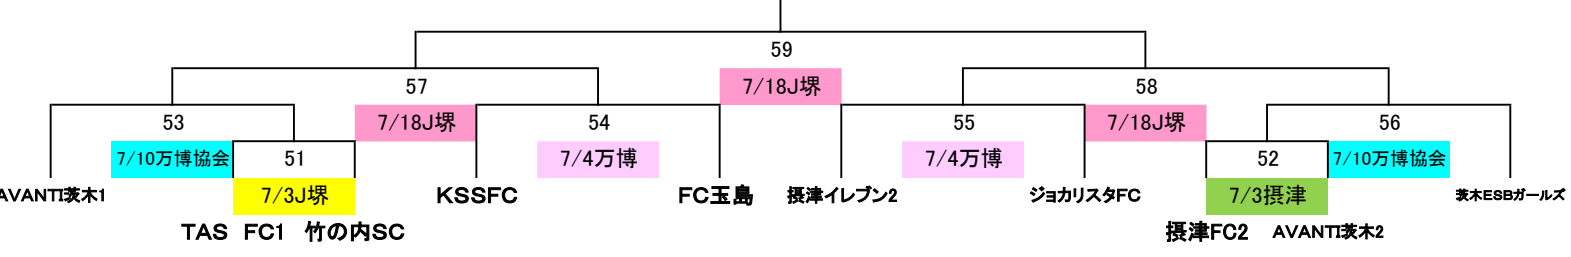 59
7/18J堺
57
58
7/18J堺
7/18J堺
53
54
55
56
7/10万博協会
51
7/4万博
7/4万博
52
7/10万博協会
AVANTI茨木1
7/3J堺
KSSFC
FC玉島
摂津イレブン2
ジョカリスタFC
7/3摂津
茨木ESBガールズ
TAS FC1
竹の内SC
摂津FC2
AVANTI茨木2